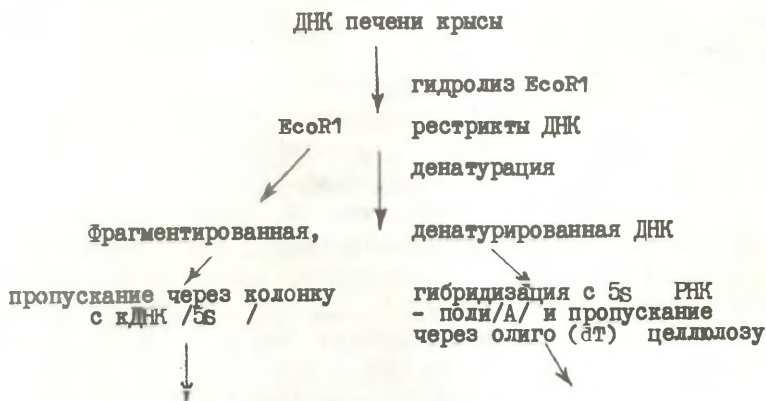 ДНК печени крысы
гидролиз EcoR1
EcoR1 рестрикты ДНК
денатурация
Фрагментированная, денатурированная ДНК
пропускание через колонку
с кДНК /5s /
гибридизация с 5s РНК
- поли/А/ и пропускание
через олиго (dT) целлюлозу